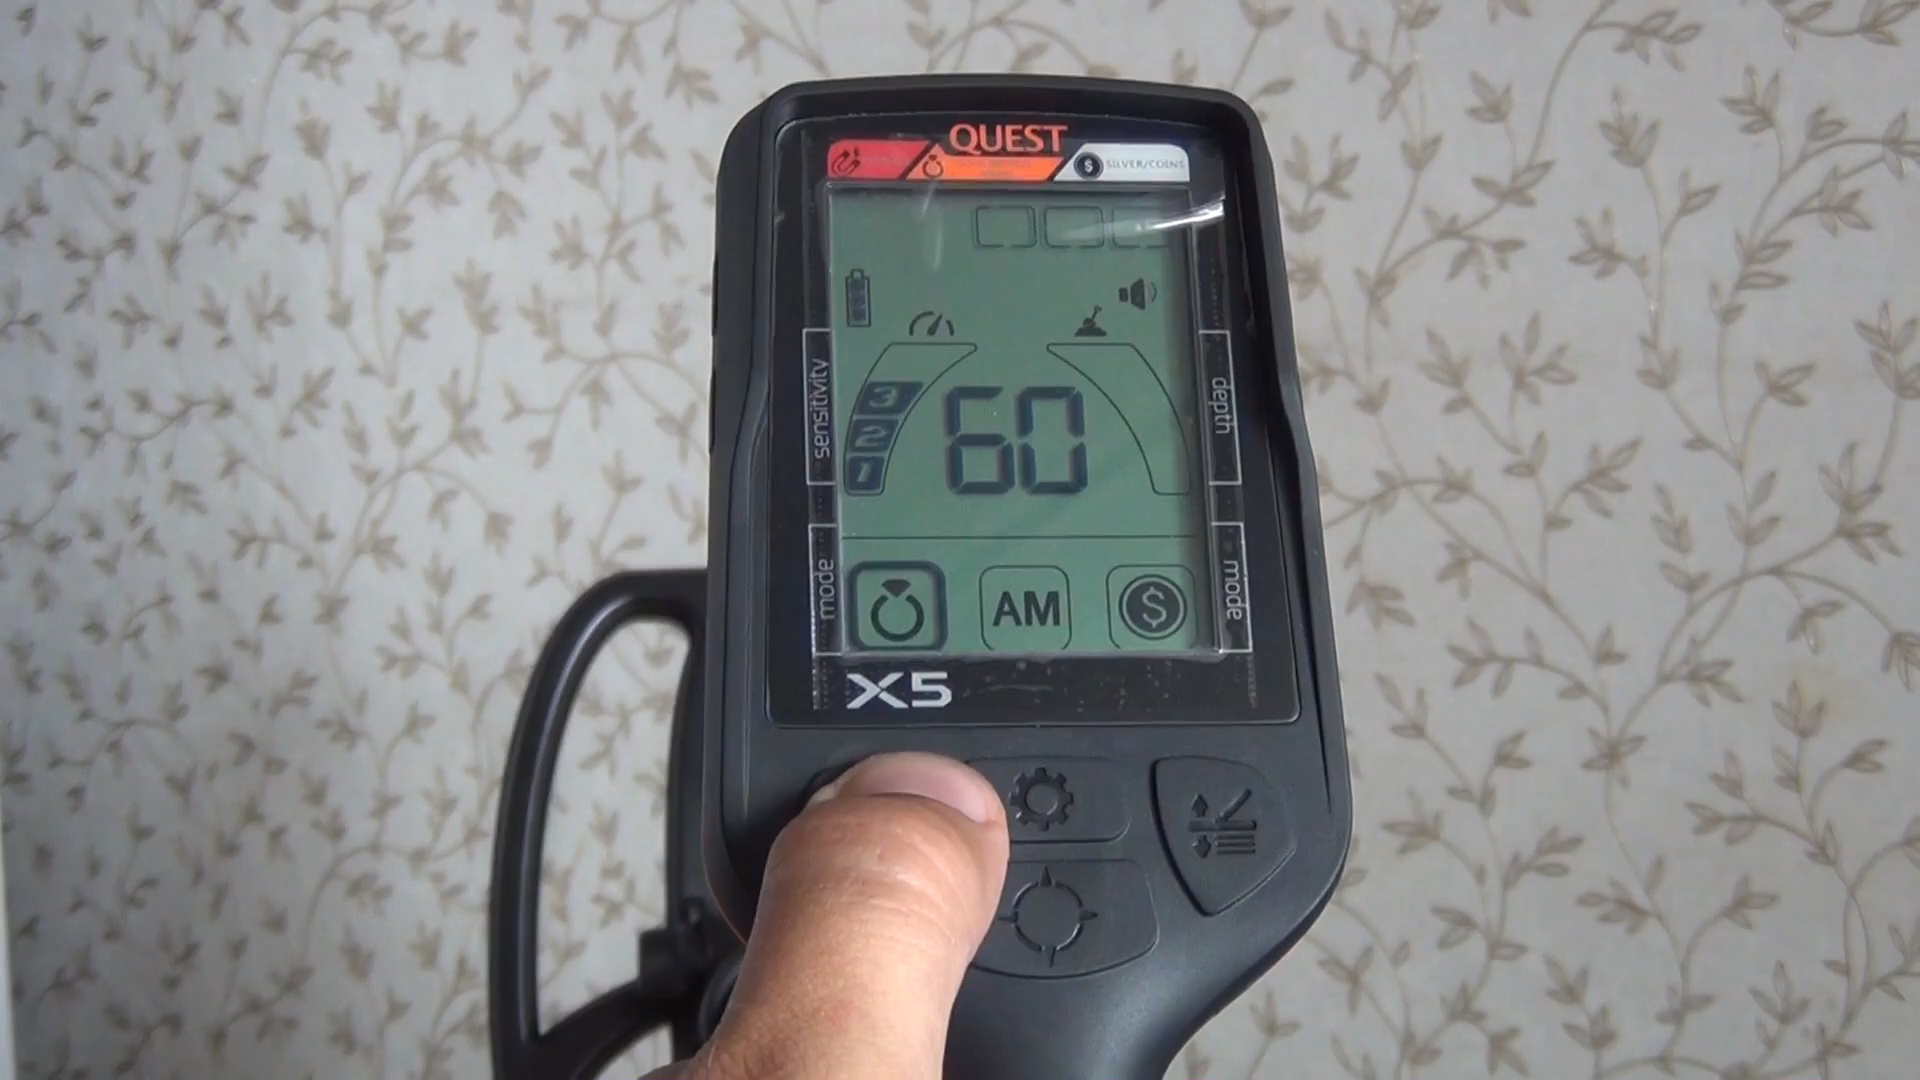 QUEST
$ SILVER/COINS
sensitivity
3
2
1
60
depth
mode
AM
$
mode
X5